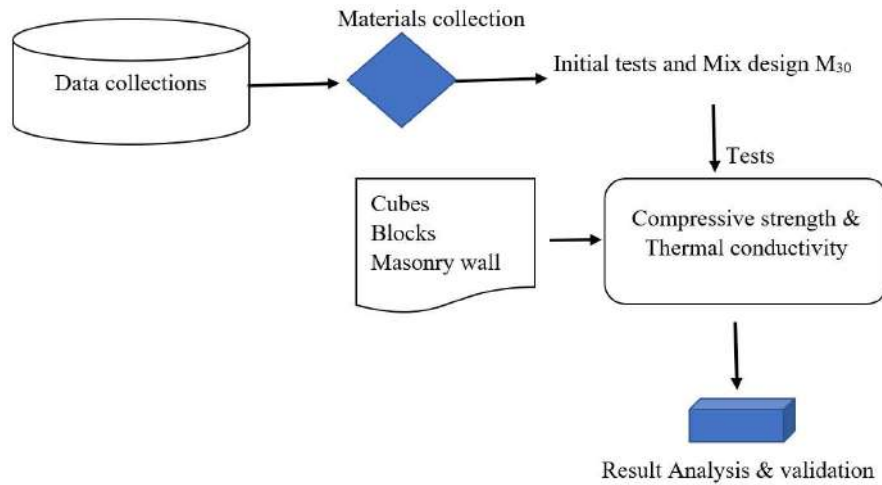 Materials collection
Data collections
Initial tests and Mix design M₃₀
Tests
Cubes
Blocks
Masonry wall
Compressive strength &
Thermal conductivity
Result Analysis & validation